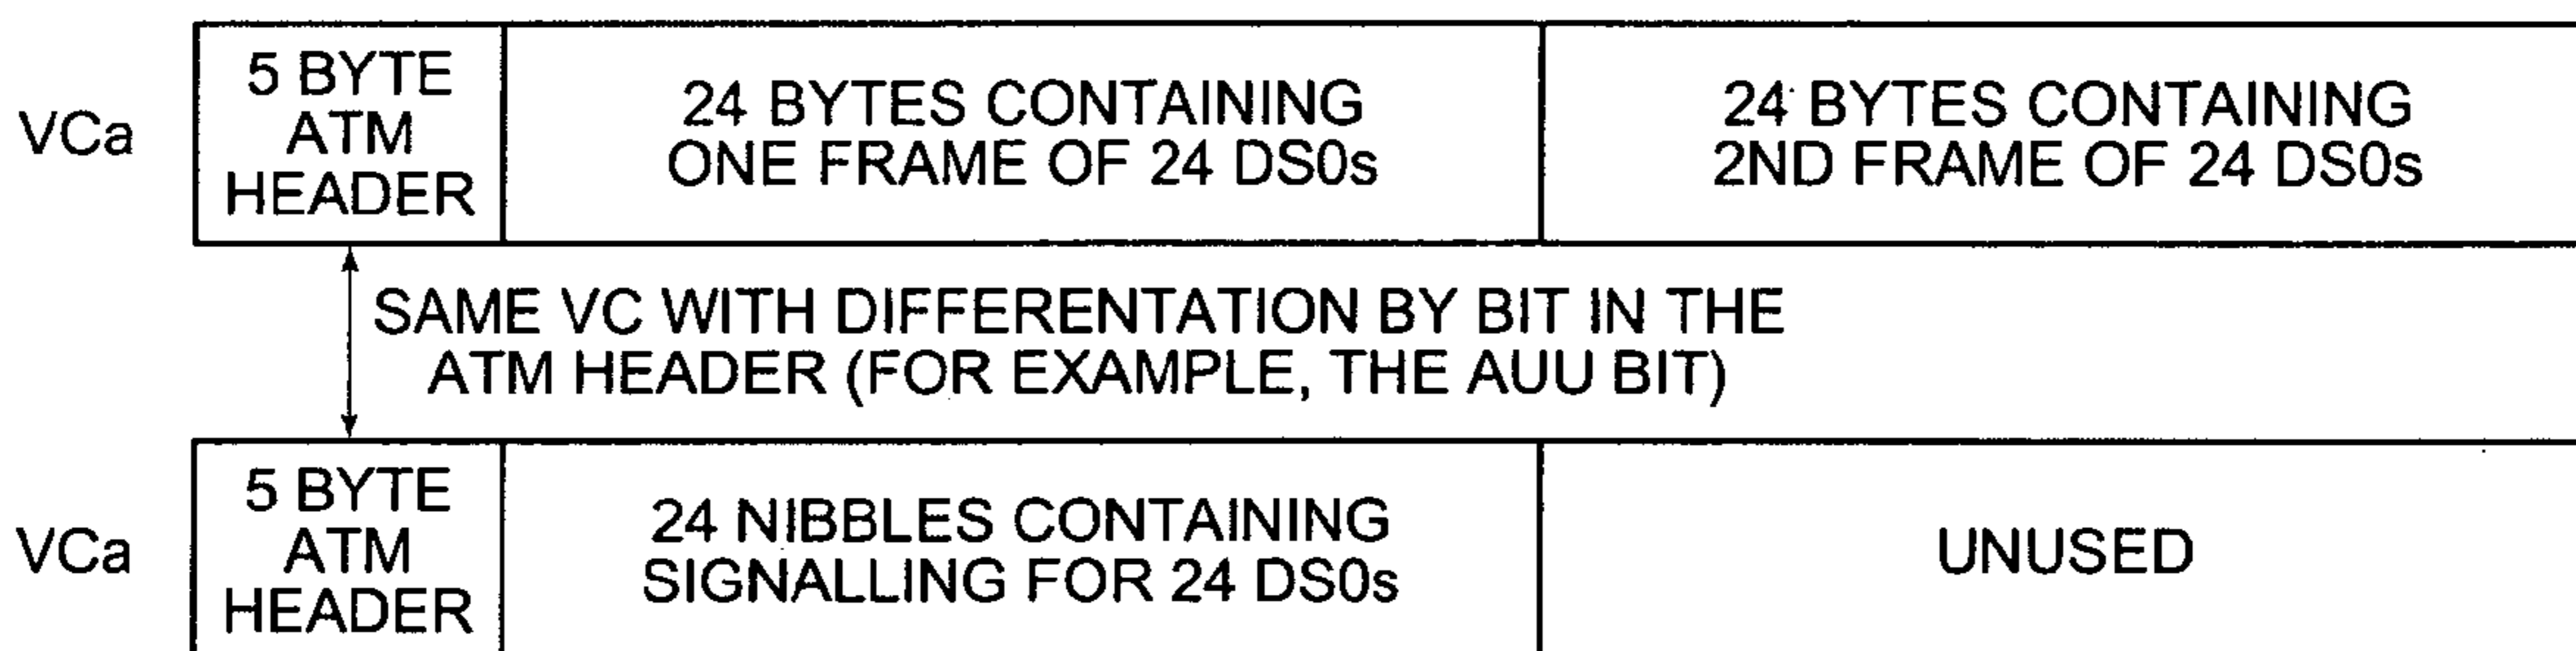 VCa
5 BYTE
ATM
HEADER
24 BYTES CONTAINING
ONE FRAME OF 24 DS0s
24 BYTES CONTAINING
2ND FRAME OF 24 DS0s
SAME VC WITH DIFFERENTATION BY BIT IN THE
ATM HEADER (FOR EXAMPLE, THE AUU BIT)
VCa
5 BYTE
ATM
HEADER
24 NIBBLES CONTAINING
SIGNALLING FOR 24 DS0s
UNUSED